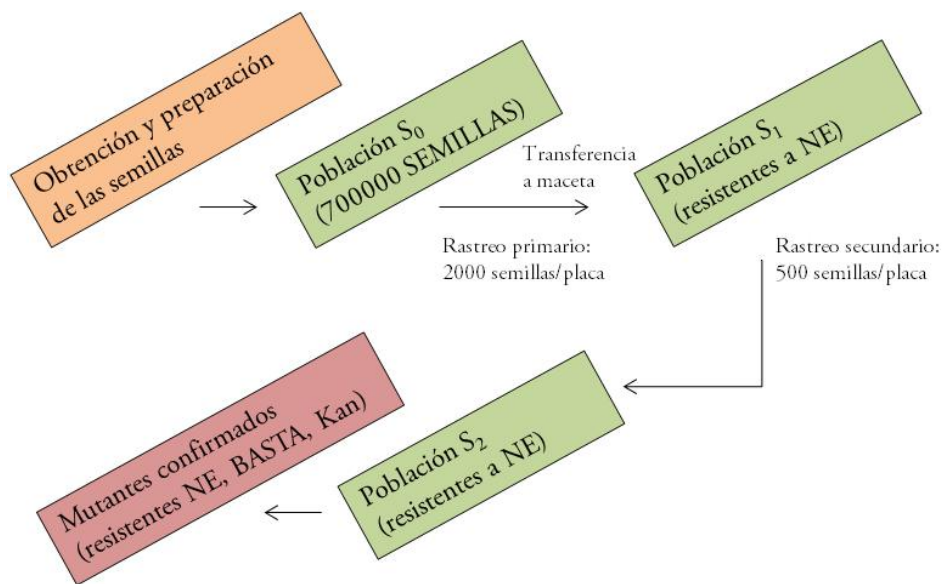 Obtención y preparación
de las semillas
Población S₀
(700000 SEMILLAS)
Transferencia
a maceta
Rastreo primario:
2000 semillas/placa
Población S₁
(resistentes a NE)
Rastreo secundario:
500 semillas/placa
Población S₂
(resistentes a NE)
Mutantes confirmados
(resistentes NE, BASTA, Kan)